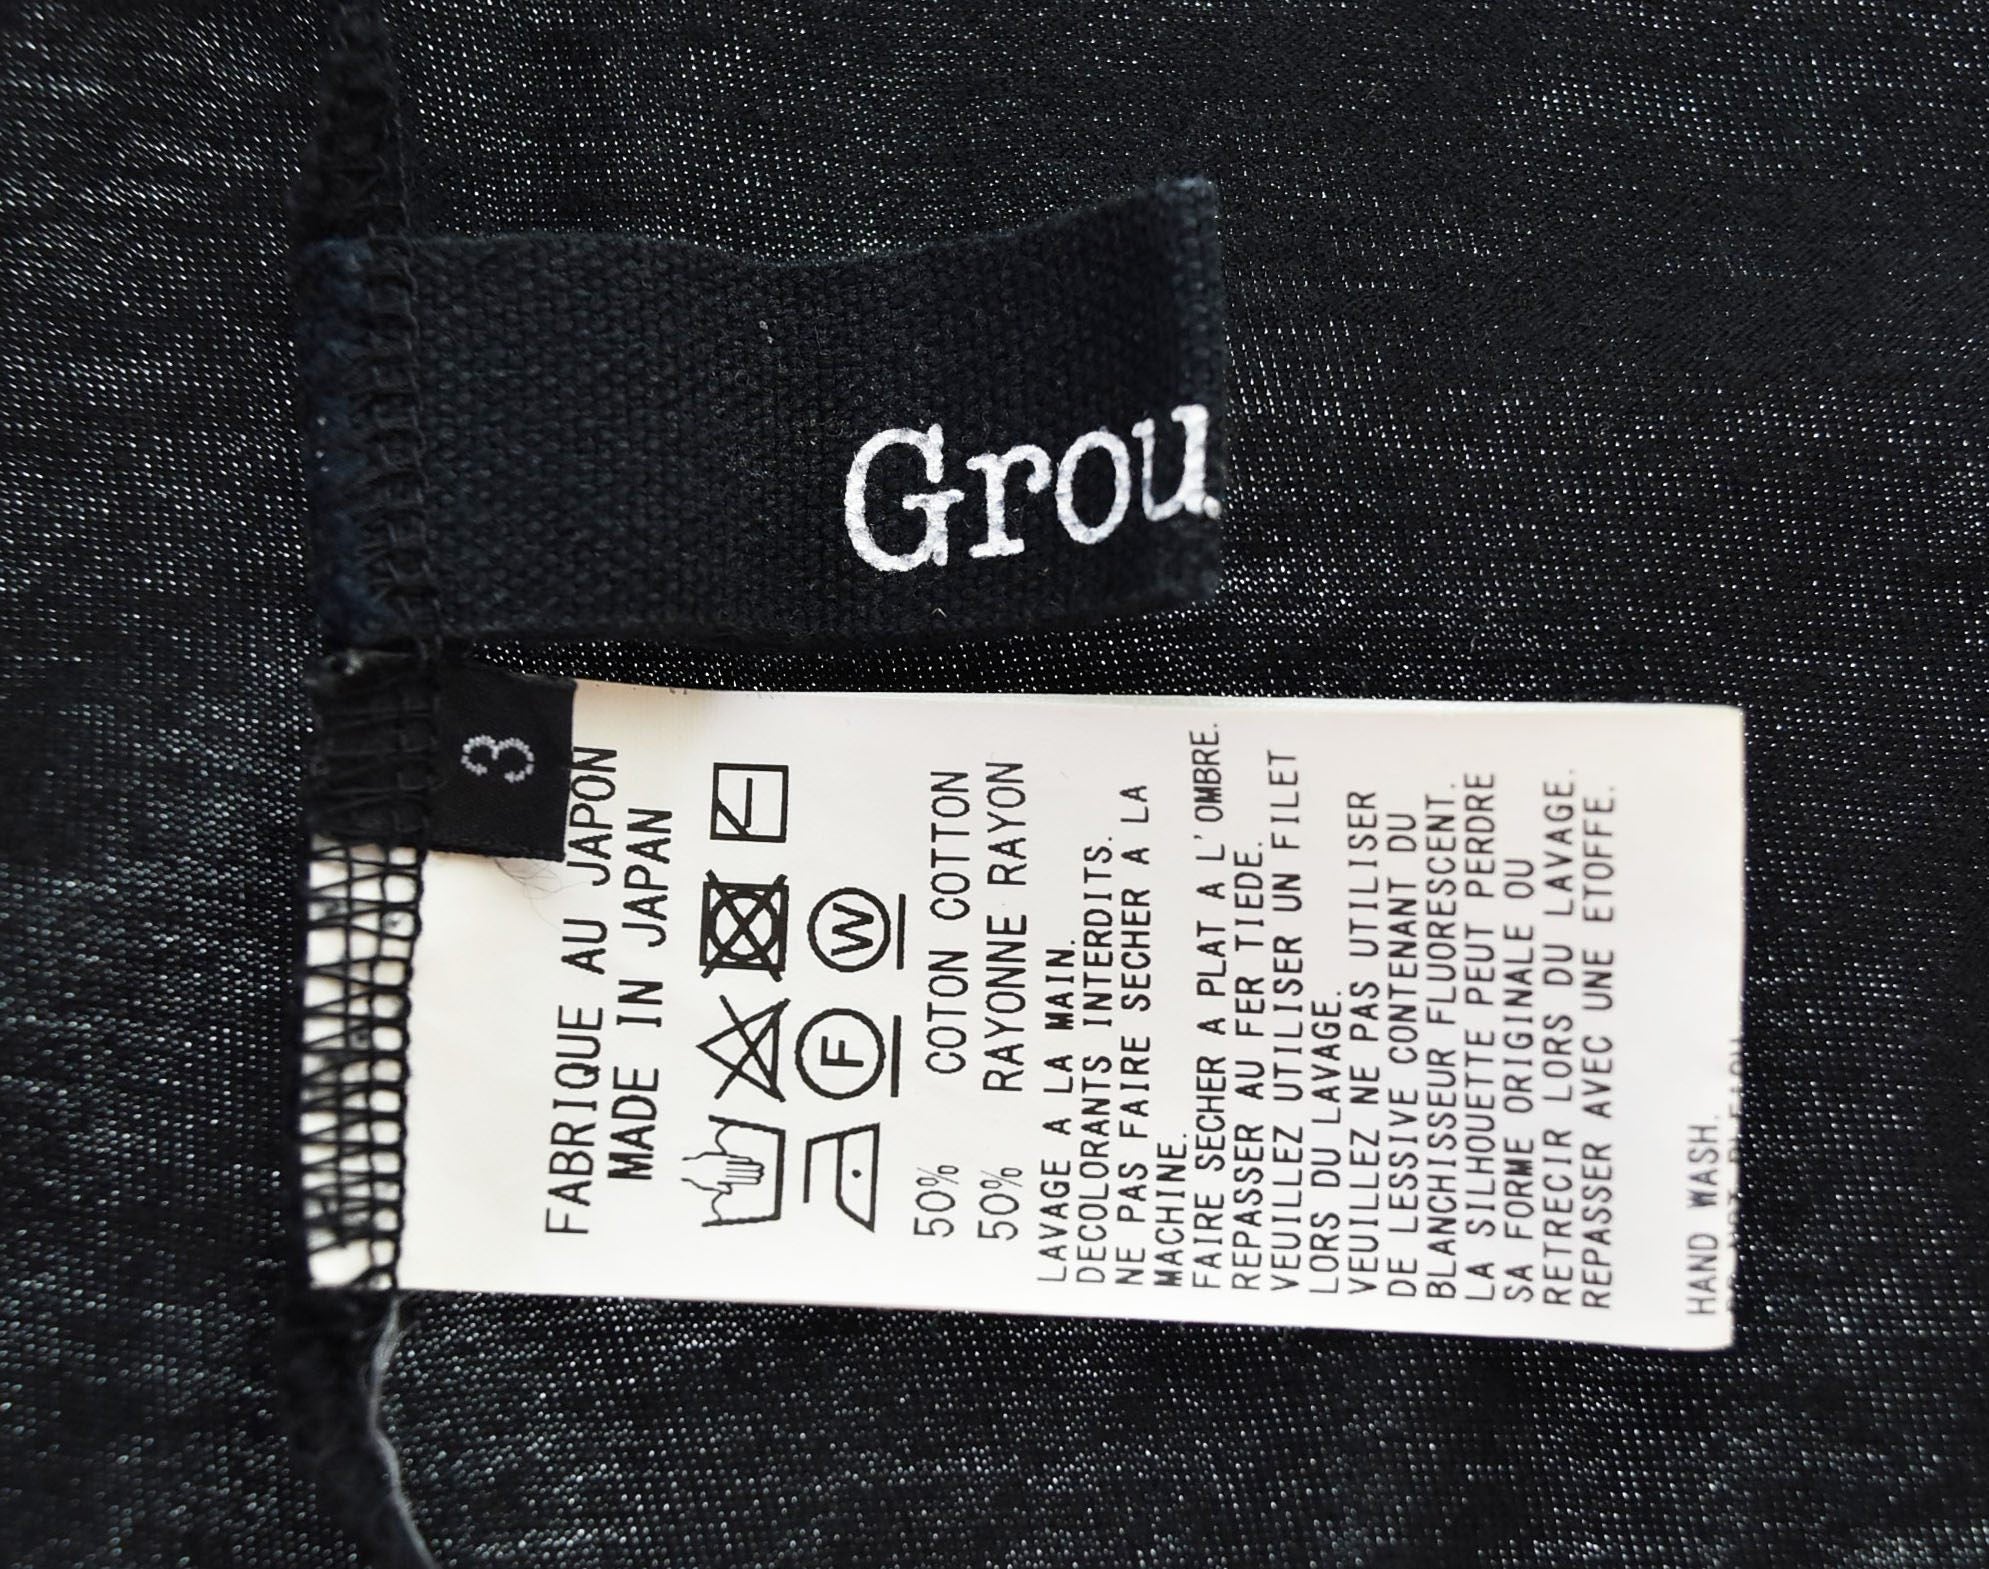 Grou
3
FABRIQUE AU JAPON
MADE IN JAPAN
F
W
50% COTON COTTON
50% RAYONNE RAYON
LAVAGE A LA MAIN.
DECOLORANTS INTERDITS.
NE PAS FAIRE SECHER A LA
MACHINE.
FAIRE SECHER A PLAT A L'OMBRE.
REPASSER AU FER TIEDE.
VEUILLEZ UTILISER UN FILET
LORS DU LAVAGE.
VEUILLEZ NE PAS UTILISER
DE LESSIVE CONTENANT DU
BLANCHISSEUR FLUORESCENT.
LA SILHOUETTE PEUT PERDRE
SA FORME ORIGINALE OU
RETRECIR LORS DU LAVAGE.
REPASSER AVEC UNE ETOFFE.
HAND WASH.